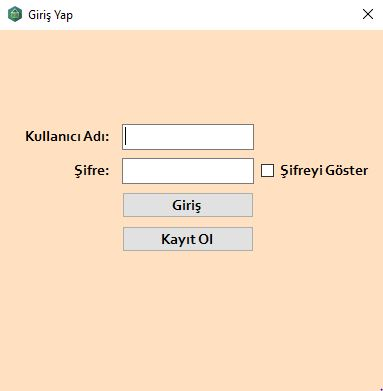 Giriş Yap
Kullanıcı Adı:
Şifre:
Şifreyi Göster
Giriş
Kayıt Ol